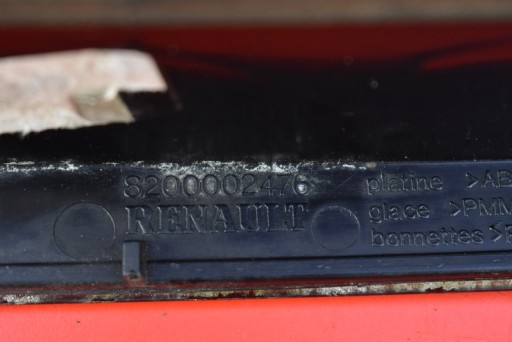 8200002476
RENAULT
platine >AB
glace >PMM
bonnettes >P